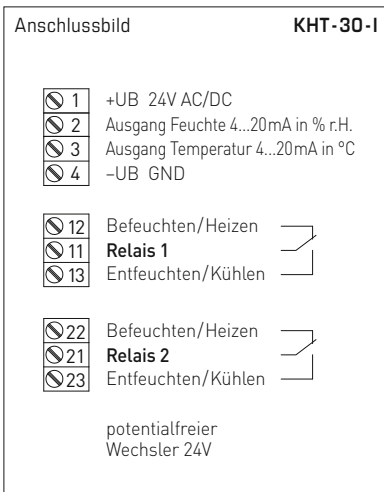 Anschlussbild KHT-30-I
1 +UB 24V AC/DC
2 Ausgang Feuchte 4...20mA in % r.H.
3 Ausgang Temperatur 4...20mA in °C
4 –UB GND
12 Befeuchten/Heizen
11 Relais 1
13 Entfeuchten/Kühlen
22 Befeuchten/Heizen
21 Relais 2
23 Entfeuchten/Kühlen
potentialfreier
Wechsler 24V